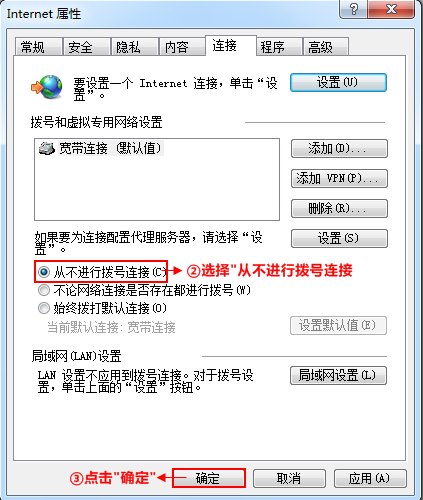 Internet 属性
常规 安全 隐私 内容 连接 程序 高级
要设置一个 Internet 连接，单击“设
置”。
设置(U)
拨号和虚拟专用网络设置
宽带连接 (默认值)
添加(D)...
添加 VPN(P)...
删除(R)...
如果要为连接配置代理服务器，请选择“设
置”。
设置(S)
从不进行拨号连接(C)
②选择"从不进行拨号连接
不论网络连接是否存在都进行拨号(W)
始终拨打默认连接(O)
当前默认连接: 宽带连接
设置默认值(E)
局域网(LAN)设置
LAN 设置不应用到拨号连接。对于拨号设
置，单击上面的“设置”按钮。
局域网设置(L)
③点击"确定"
确定 取消 应用(A)